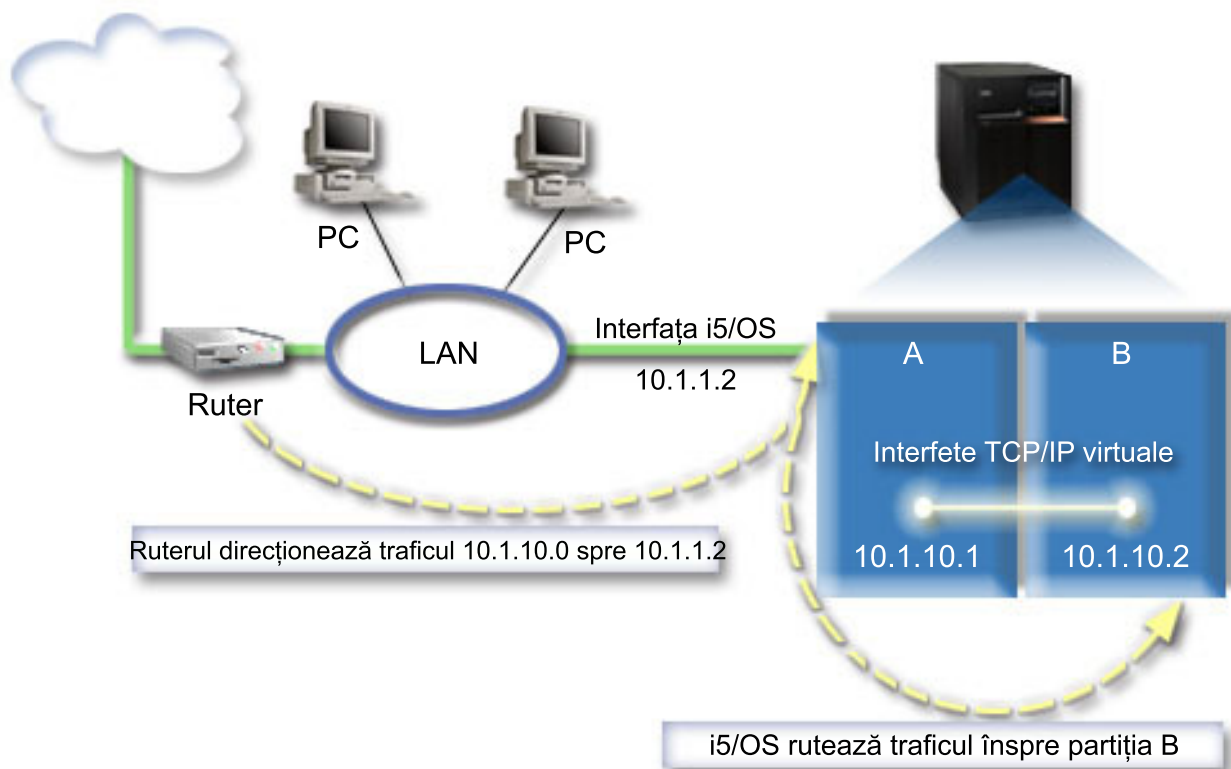 PC
PC
Interfața i5/OS
LAN
10.1.1.2
Ruter
A
B
Interfete TCP/IP virtuale
10.1.10.1
10.1.10.2
Ruterul direcționează traficul 10.1.10.0 spre 10.1.1.2
i5/OS rutează traficul înspre partiția B